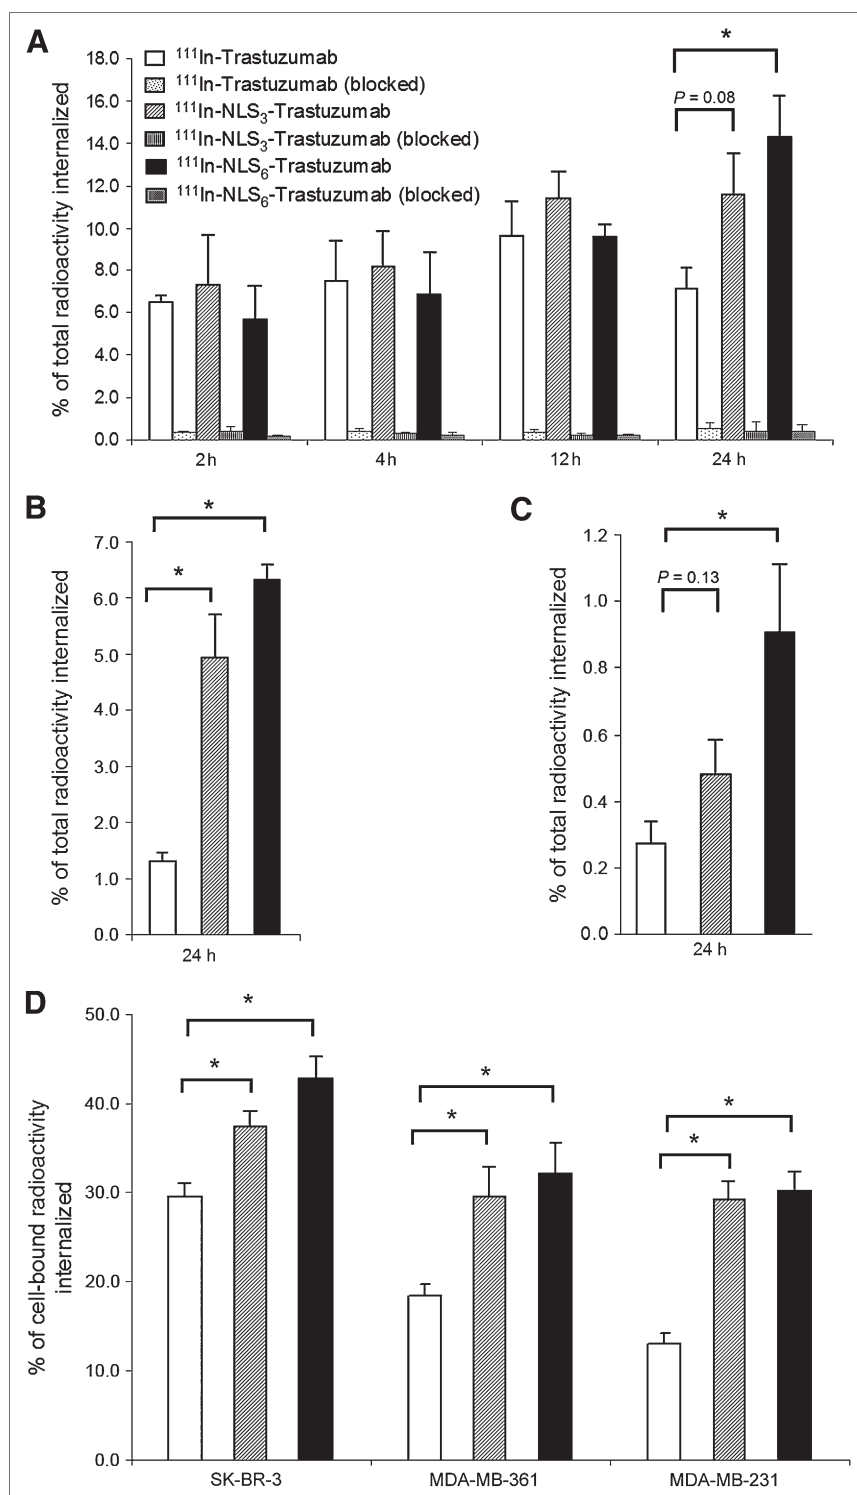 A
% of total radioactivity internalized
18.0
16.0
14.0
12.0
10.0
8.0
6.0
4.0
2.0
0.0
¹¹¹In-Trastuzumab
¹¹¹In-Trastuzumab (blocked)
¹¹¹In-NLS₃-Trastuzumab
¹¹¹In-NLS₃-Trastuzumab (blocked)
¹¹¹In-NLS₆-Trastuzumab
¹¹¹In-NLS₆-Trastuzumab (blocked)
*
P = 0.08
2h
4h
12h
24 h
B
% of total radioactivity internalized
7.0
6.0
5.0
4.0
3.0
2.0
1.0
0.0
*
*
24 h
C
% of total radioactivity internalized
1.2
1.0
0.8
0.6
0.4
0.2
0.0
*
P = 0.13
24 h
D
% of cell-bound radioactivity
internalized
50.0
40.0
30.0
20.0
10.0
0.0
*
*
*
*
*
*
SK-BR-3
MDA-MB-361
MDA-MB-231